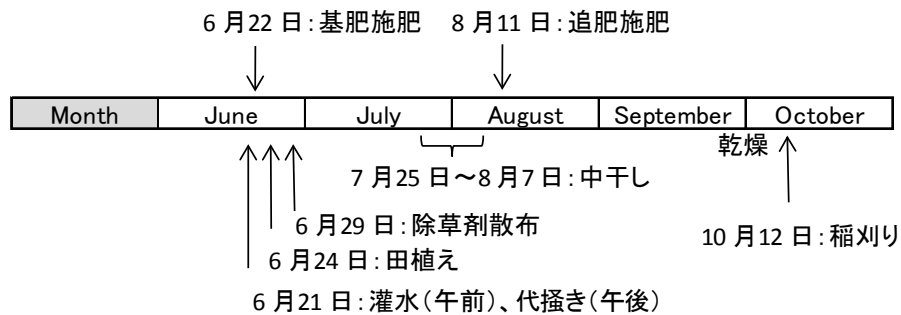 6月22日:基肥施肥 8月11日:追肥施肥
Month June July August September October
乾燥
7月25日～8月7日:中干し
6月29日:除草剤散布
10月12日:稲刈り
6月24日:田植え
6月21日:灌水(午前)、代掻き(午後)